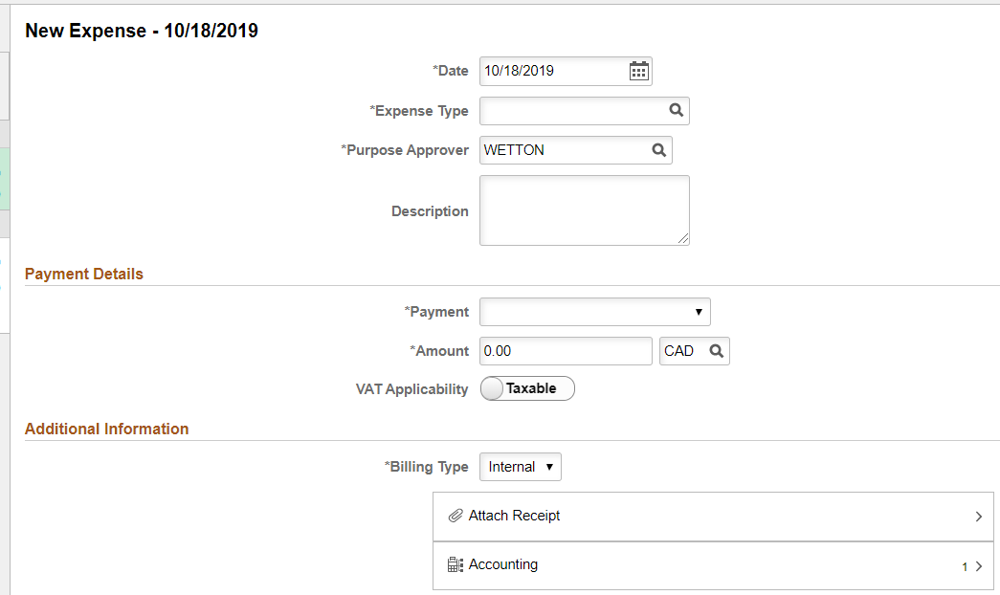 New Expense - 10/18/2019
*Date 10/18/2019
*Expense Type
*Purpose Approver WETTON
Description
Payment Details
*Payment
*Amount 0.00 CAD
VAT Applicability Taxable
Additional Information
*Billing Type Internal
Attach Receipt
Accounting 1